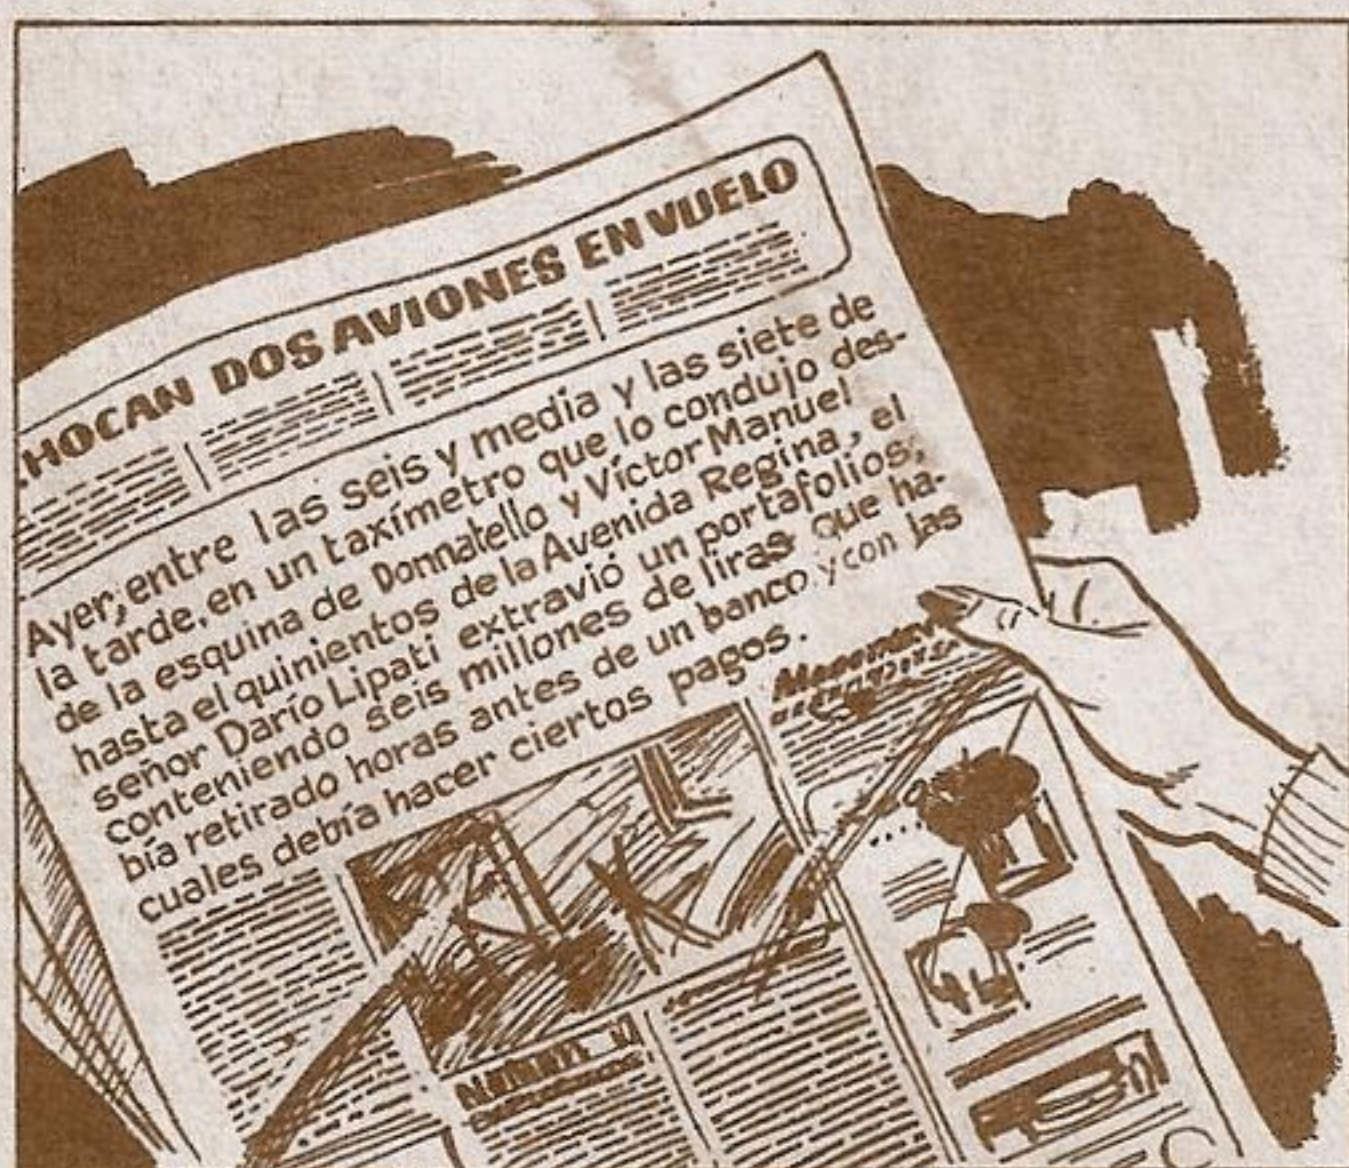 HOCAN DOS AVIONES EN VUELO
Ayer, entre las seis y media y las siete de
la tarde, en un taxímetro que lo condujo des-
de la esquina de Donnatello y Víctor Manuel
hasta el quinientos de la Avenida Regina, el
señor Darío Lipati extravió un portafolios,
conteniendo seis millones de liras que ha-
bía retirado horas antes de un banco y con las
cuales debía hacer ciertos pagos.